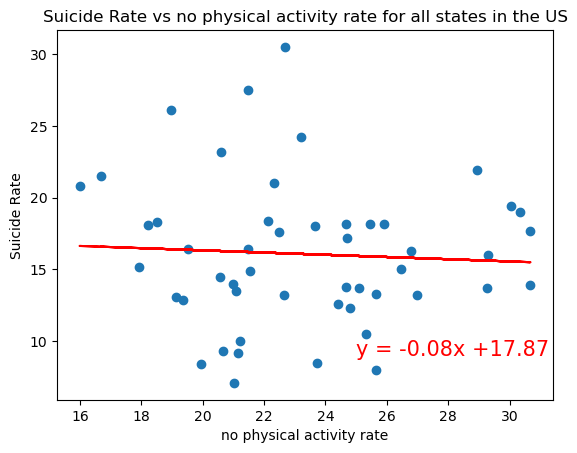 Suicide Rate vs no physical activity rate for all states in the US
30
25
20
15
10
Suicide Rate
y = -0.08x +17.87
16 18 20 22 24 26 28 30
no physical activity rate